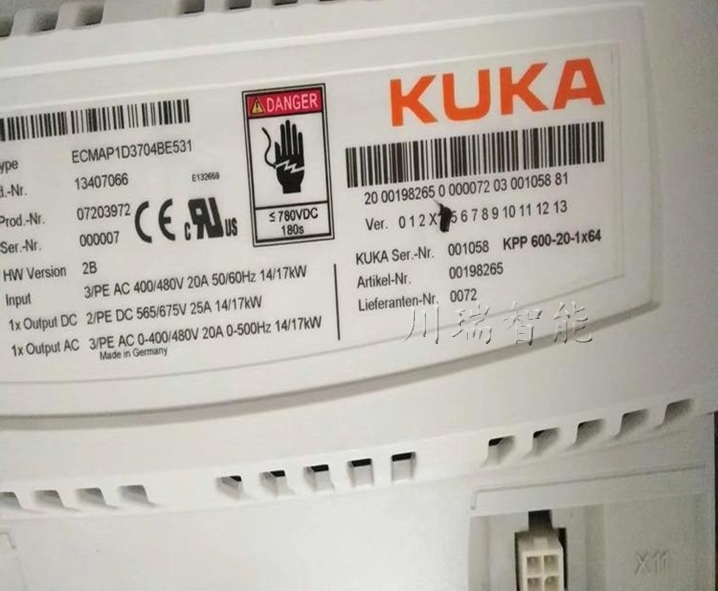 DANGER
≤780VDC
180s
KUKA
ECMAP1D3704BE531
13407066
E132659
Prod.-Nr. 07203972
Ser.-Nr. 000007
CE c UR US
HW Version 2B
Input 3/PE AC 400/480V 20A 50/60Hz 14/17kW
1x Output DC 2/PE DC 565/675V 25A 14/17kW
1x Output AC 3/PE AC 0-400/480V 20A 0-500Hz 14/17kW
Made in Germany
20 00198265 0 000072 03 001058 81
Ver. 0 1 2 X 5 6 7 8 9 10 11 12 13
KUKA Ser.-Nr. 001058 KPP 600-20-1x64
Artikel-Nr. 00198265
Lieferanten-Nr. 0072
川瑞智能
X11